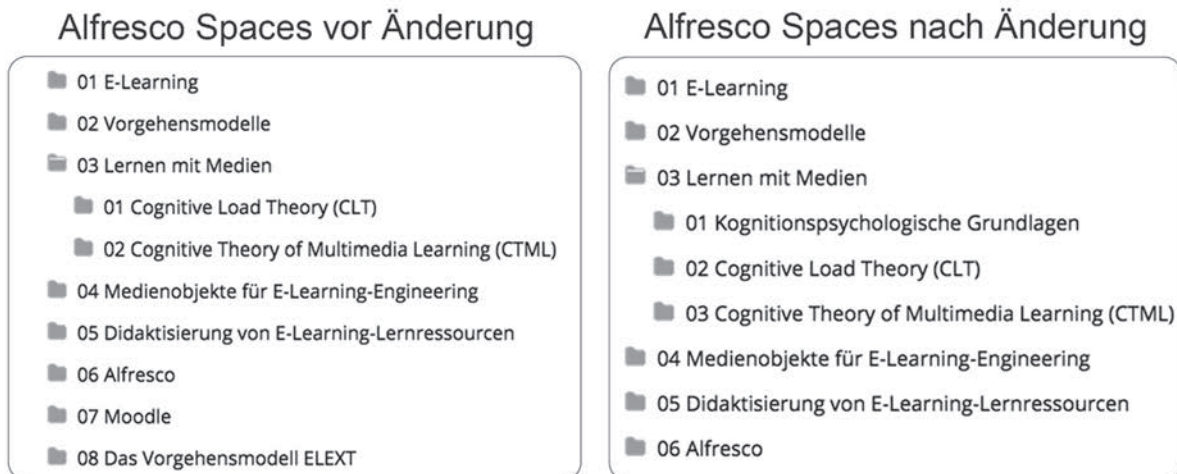 Alfresco Spaces vor Änderung
01 E-Learning
02 Vorgehensmodelle
03 Lernen mit Medien
01 Cognitive Load Theory (CLT)
02 Cognitive Theory of Multimedia Learning (CTML)
04 Medienobjekte für E-Learning-Engineering
05 Didaktisierung von E-Learning-Lernressourcen
06 Alfresco
07 Moodle
08 Das Vorgehensmodell ELEXT
Alfresco Spaces nach Änderung
01 E-Learning
02 Vorgehensmodelle
03 Lernen mit Medien
01 Kognitionspsychologische Grundlagen
02 Cognitive Load Theory (CLT)
03 Cognitive Theory of Multimedia Learning (CTML)
04 Medienobjekte für E-Learning-Engineering
05 Didaktisierung von E-Learning-Lernressourcen
06 Alfresco